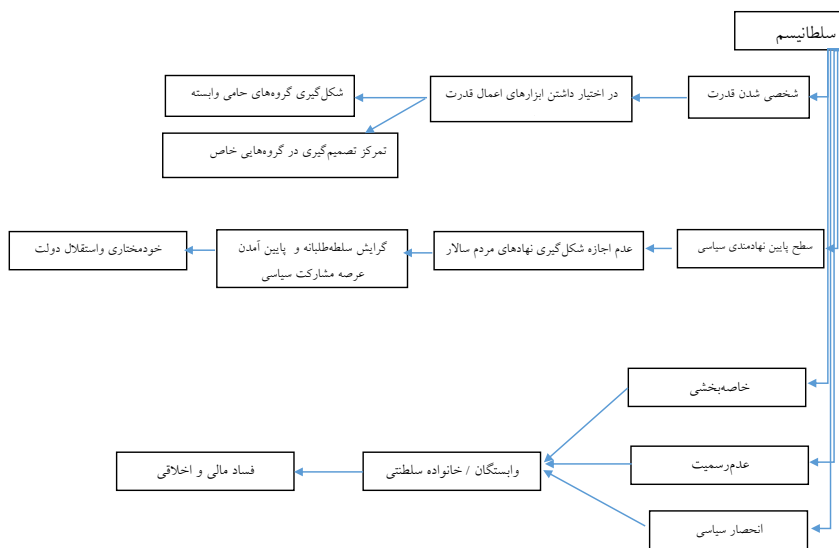 سلطانیسم
شخصی شدن قدرت
در اختیار داشتن ابزارهای اعمال قدرت
شکل‌گیری گروه‌های حامی وابسته
تمرکز تصمیم‌گیری در گروه‌هایی خاص
سطح پایین نهادمندی سیاسی
عدم اجازه شکل‌گیری نهادهای مردم سالار
گرایش سلطه‌طلبانه و پایین آمدن
عرصه مشارکت سیاسی
خودمختاری واستقلال دولت
خاصه‌بخشی
عدم‌رسمیت
انحصار سیاسی
وابستگان / خانواده سلطنتی
فساد مالی و اخلاقی